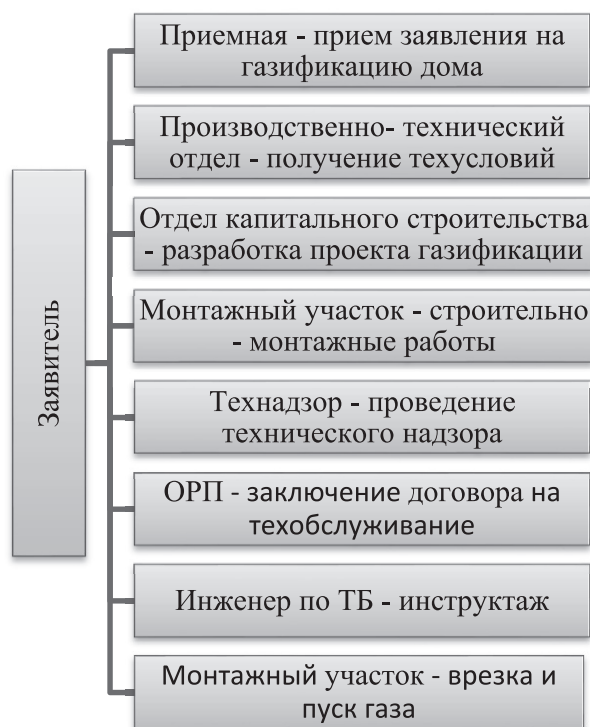 Заявитель
Приемная - прием заявления на
газификацию дома
Производственно- технический
отдел - получение техусловий
Отдел капитального строительства
- разработка проекта газификации
Монтажный участок - строительно
- монтажные работы
Технадзор - проведение
технического надзора
ОРП - заключение договора на
техобслуживание
Инженер по ТБ - инструктаж
Монтажный участок - врезка и
пуск газа